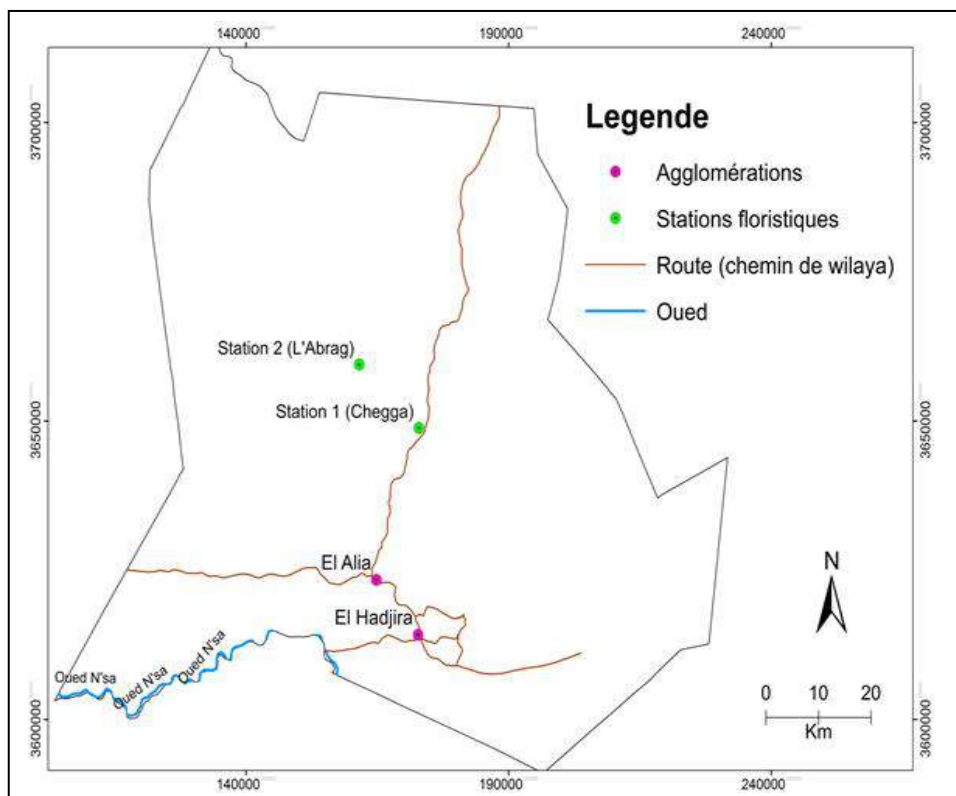 140000 190000 240000
Legende
Agglomérations
Stations floristiques
Route (chemin de wilaya)
Oued
3700000 3700000
Station 2 (L'Abrag)
Station 1 (Chegga)
3650000 3650000
El Alia
El Hadjira
Oued N'sa
Oued N'sa
Oued N'sa
N
0 10 20
Km
3600000 3600000
140000 190000 240000